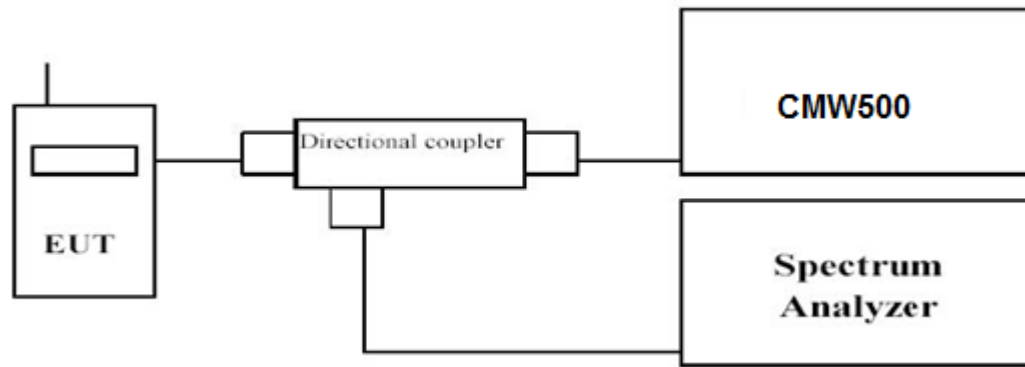 CMW500
Directional coupler
EUT
Spectrum
Analyzer